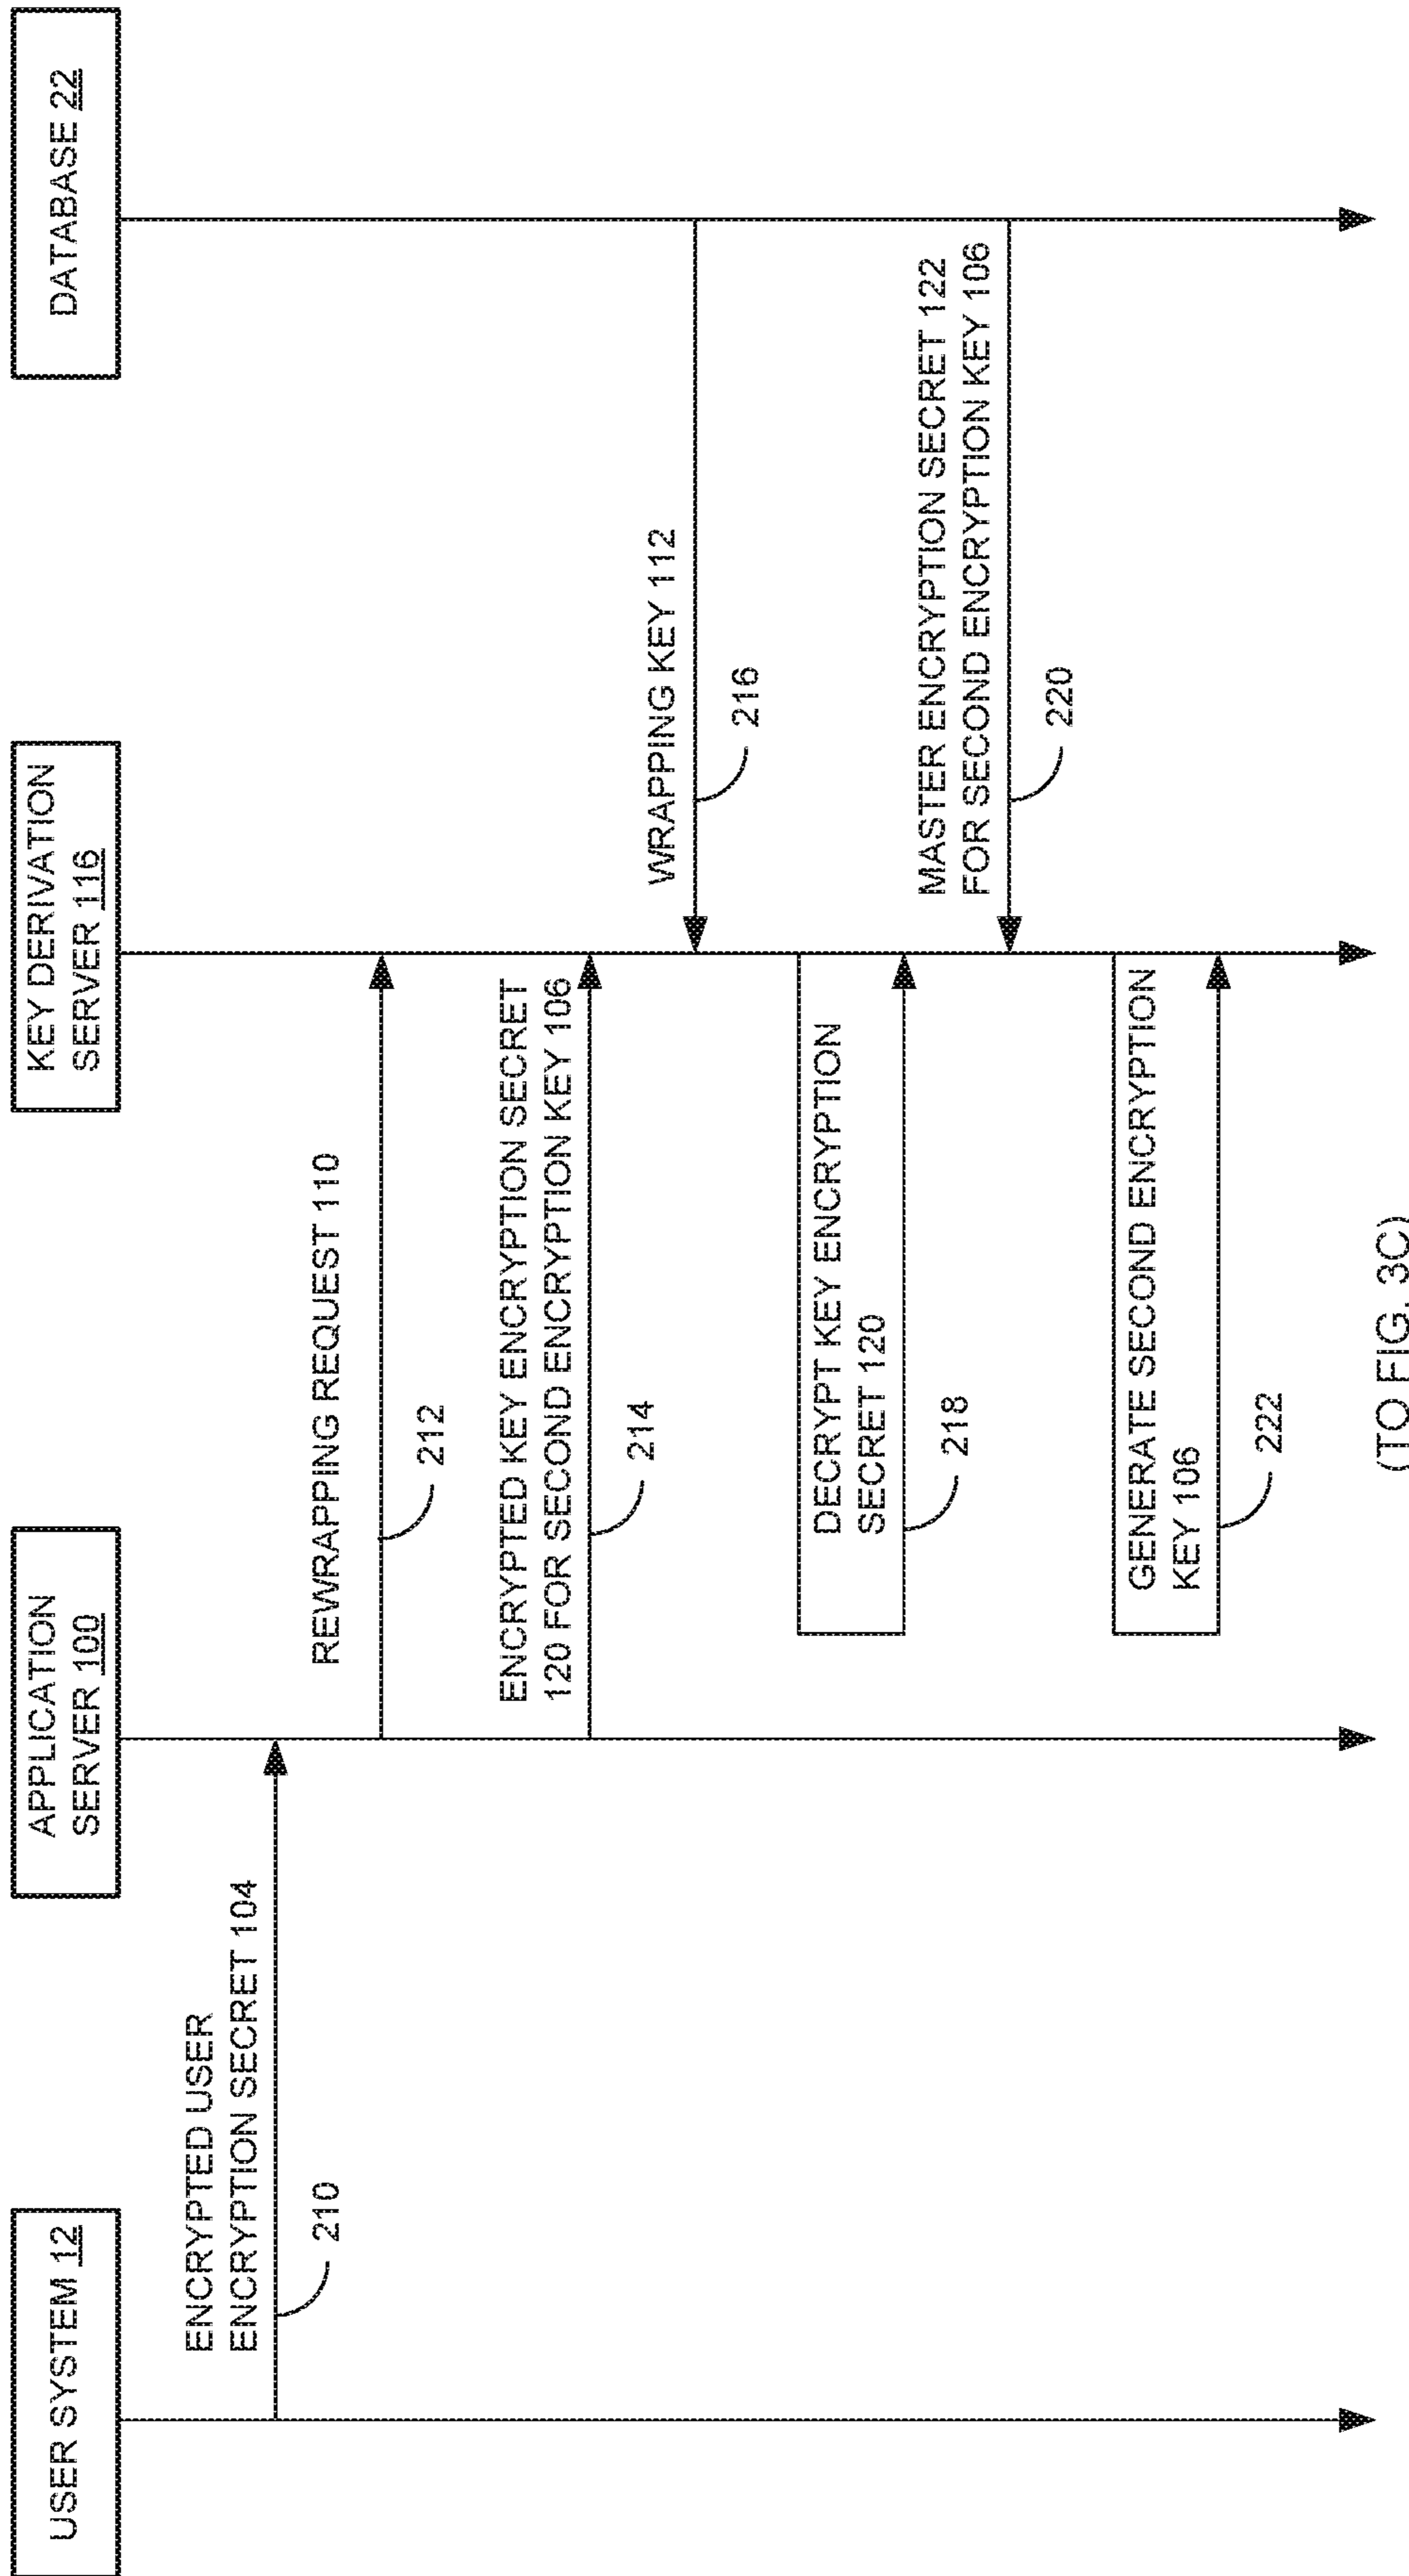 USER SYSTEM 12
APPLICATION
SERVER 100
KEY DERIVATION
SERVER 116
DATABASE 22
ENCRYPTED USER
ENCRYPTION SECRET 104
210
REWRAPPING REQUEST 110
212
ENCRYPTED KEY ENCRYPTION SECRET
120 FOR SECOND ENCRYPTION KEY 106
214
WRAPPING KEY 112
216
DECRYPT KEY ENCRYPTION
SECRET 120
218
MASTER ENCRYPTION SECRET 122
FOR SECOND ENCRYPTION KEY 106
220
GENERATE SECOND ENCRYPTION
KEY 106
222
(TO FIG. 3C)